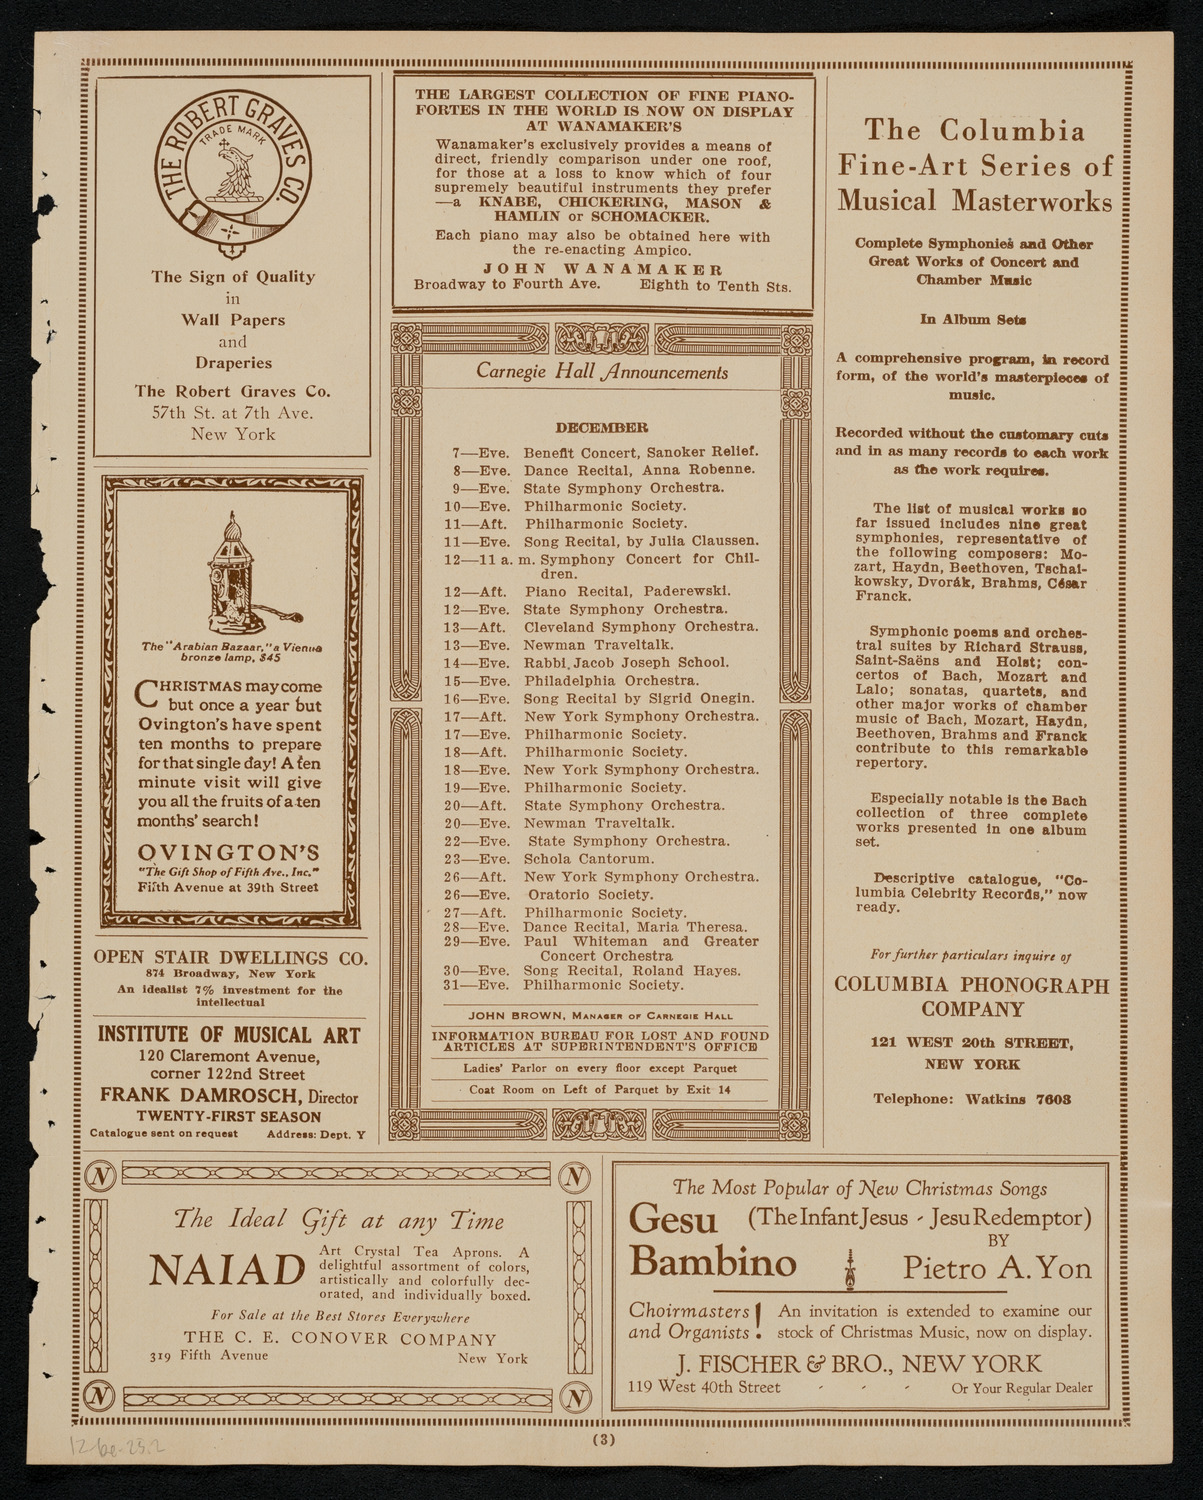 THE ROBERT GRAVES CO.
TRADE MARK
The Sign of Quality
in
Wall Papers
and
Draperies
The Robert Graves Co.
57th St. at 7th Ave.
New York
The "Arabian Bazaar," a Vienna
bronze lamp, $45
CHRISTMAS may come
but once a year but
Ovington's have spent
ten months to prepare
for that single day! A ten
minute visit will give
you all the fruits of a ten
months' search!
OVINGTON'S
"The Gift Shop of Fifth Ave., Inc."
Fifth Avenue at 39th Street
OPEN STAIR DWELLINGS CO.
874 Broadway, New York
An idealist 7% investment for the
intellectual
INSTITUTE OF MUSICAL ART
120 Claremont Avenue,
corner 122nd Street
FRANK DAMROSCH, Director
TWENTY-FIRST SEASON
Catalogue sent on request Address: Dept. Y
THE LARGEST COLLECTION OF FINE PIANO-
FORTES IN THE WORLD IS NOW ON DISPLAY
AT WANAMAKER'S
Wanamaker's exclusively provides a means of
direct, friendly comparison under one roof,
for those at a loss to know which of four
supremely beautiful instruments they prefer
—a KNABE, CHICKERING, MASON &
HAMLIN or SCHOMACKER.
Each piano may also be obtained here with
the re-enacting Ampico.
JOHN WANAMAKER
Broadway to Fourth Ave. Eighth to Tenth Sts.
Carnegie Hall Announcements
DECEMBER
7—Eve. Benefit Concert, Sanoker Relief.
8—Eve. Dance Recital, Anna Robenne.
9—Eve. State Symphony Orchestra.
10—Eve. Philharmonic Society.
11—Aft. Philharmonic Society.
11—Eve. Song Recital, by Julia Claussen.
12—11 a. m. Symphony Concert for Chil-
dren.
12—Aft. Piano Recital, Paderewski.
12—Eve. State Symphony Orchestra.
13—Aft. Cleveland Symphony Orchestra.
13—Eve. Newman Traveltalk.
14—Eve. Rabbi Jacob Joseph School.
15—Eve. Philadelphia Orchestra.
16—Eve. Song Recital by Sigrid Onegin.
17—Aft. New York Symphony Orchestra.
17—Eve. Philharmonic Society.
18—Aft. Philharmonic Society.
18—Eve. New York Symphony Orchestra.
19—Eve. Philharmonic Society.
20—Aft. State Symphony Orchestra.
20—Eve. Newman Traveltalk.
22—Eve. State Symphony Orchestra.
23—Eve. Schola Cantorum.
26—Aft. New York Symphony Orchestra.
26—Eve. Oratorio Society.
27—Aft. Philharmonic Society.
28—Eve. Dance Recital, Maria Theresa.
29—Eve. Paul Whiteman and Greater
Concert Orchestra
30—Eve. Song Recital, Roland Hayes.
31—Eve. Philharmonic Society.
JOHN BROWN, MANAGER OF CARNEGIE HALL
INFORMATION BUREAU FOR LOST AND FOUND
ARTICLES AT SUPERINTENDENT'S OFFICE
Ladies' Parlor on every floor except Parquet
Coat Room on Left of Parquet by Exit 14
The Columbia
Fine-Art Series of
Musical Masterworks
Complete Symphonies and Other
Great Works of Concert and
Chamber Music
In Album Sets
A comprehensive program, in record
form, of the world's masterpieces of
music.
Recorded without the customary cuts
and in as many records to each work
as the work requires.
The list of musical works so
far issued includes nine great
symphonies, representative of
the following composers: Mo-
zart, Haydn, Beethoven, Tschai-
kowsky, Dvorák, Brahms, César
Franck.
Symphonic poems and orches-
tral suites by Richard Strauss,
Saint-Saëns and Holst; con-
certos of Bach, Mozart and
Lalo; sonatas, quartets, and
other major works of chamber
music of Bach, Mozart, Haydn,
Beethoven, Brahms and Franck
contribute to this remarkable
repertory.
Especially notable is the Bach
collection of three complete
works presented in one album
set.
Descriptive catalogue, "Co-
lumbia Celebrity Records," now
ready.
For further particulars inquire of
COLUMBIA PHONOGRAPH
COMPANY
121 WEST 20th STREET,
NEW YORK
Telephone: Watkins 7603
N N
The Ideal Gift at any Time
NAIAD
Art Crystal Tea Aprons. A
delightful assortment of colors,
artistically and colorfully dec-
orated, and individually boxed.
For Sale at the Best Stores Everywhere
THE C. E. CONOVER COMPANY
319 Fifth Avenue New York
N N
The Most Popular of New Christmas Songs
Gesu Bambino
(The Infant Jesus - Jesu Redemptor)
BY
Pietro A. Yon
Choirmasters and Organists!
An invitation is extended to examine our
stock of Christmas Music, now on display.
J. FISCHER & BRO., NEW YORK
119 West 40th Street - - - Or Your Regular Dealer
(3)